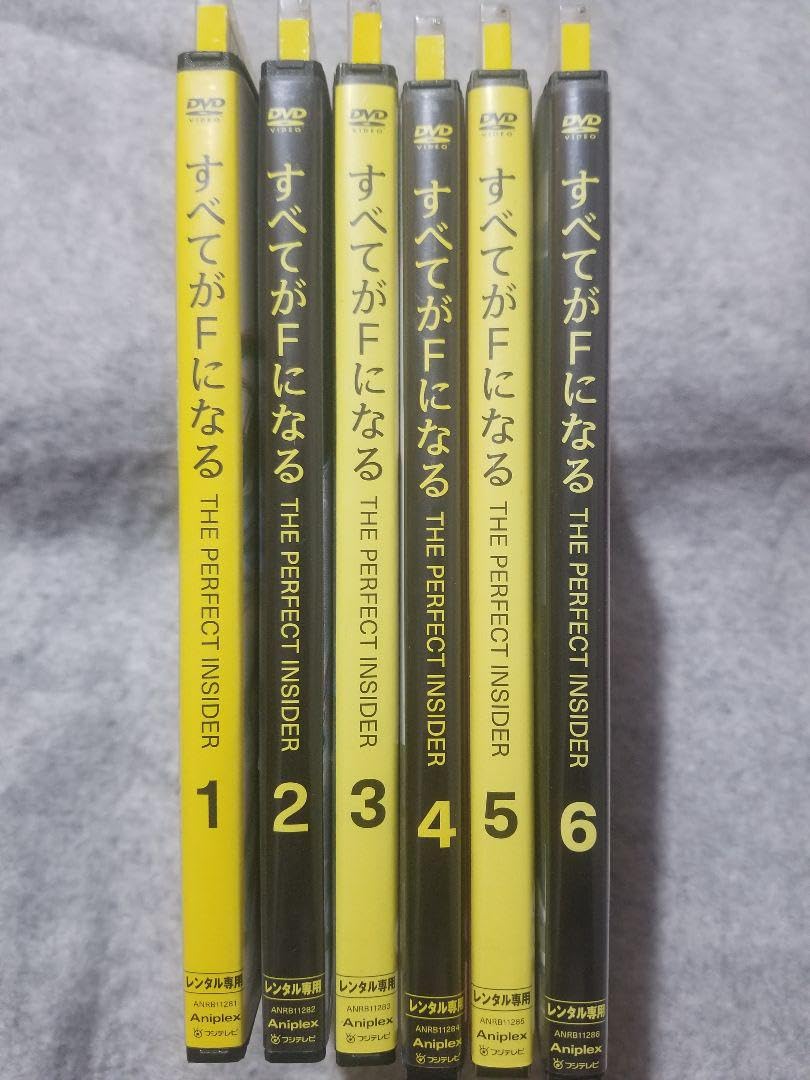 DVD
VIDEO
すべてがFになる
THE PERFECT INSIDER
1
レンタル専用
ANRB11281
Aniplex
フジテレビ
DVD
VIDEO
すべてがFになる
THE PERFECT INSIDER
2
レンタル専用
ANRB11282
Aniplex
フジテレビ
DVD
VIDEO
すべてがFになる
THE PERFECT INSIDER
3
レンタル専用
ANRB11283
Aniplex
フジテレビ
DVD
VIDEO
すべてがFになる
THE PERFECT INSIDER
4
レンタル専用
ANRB11284
Aniplex
フジテレビ
DVD
VIDEO
すべてがFになる
THE PERFECT INSIDER
5
レンタル専用
ANRB11285
Aniplex
フジテレビ
DVD
VIDEO
すべてがFになる
THE PERFECT INSIDER
6
レンタル専用
ANRB11286
Aniplex
フジテレビ